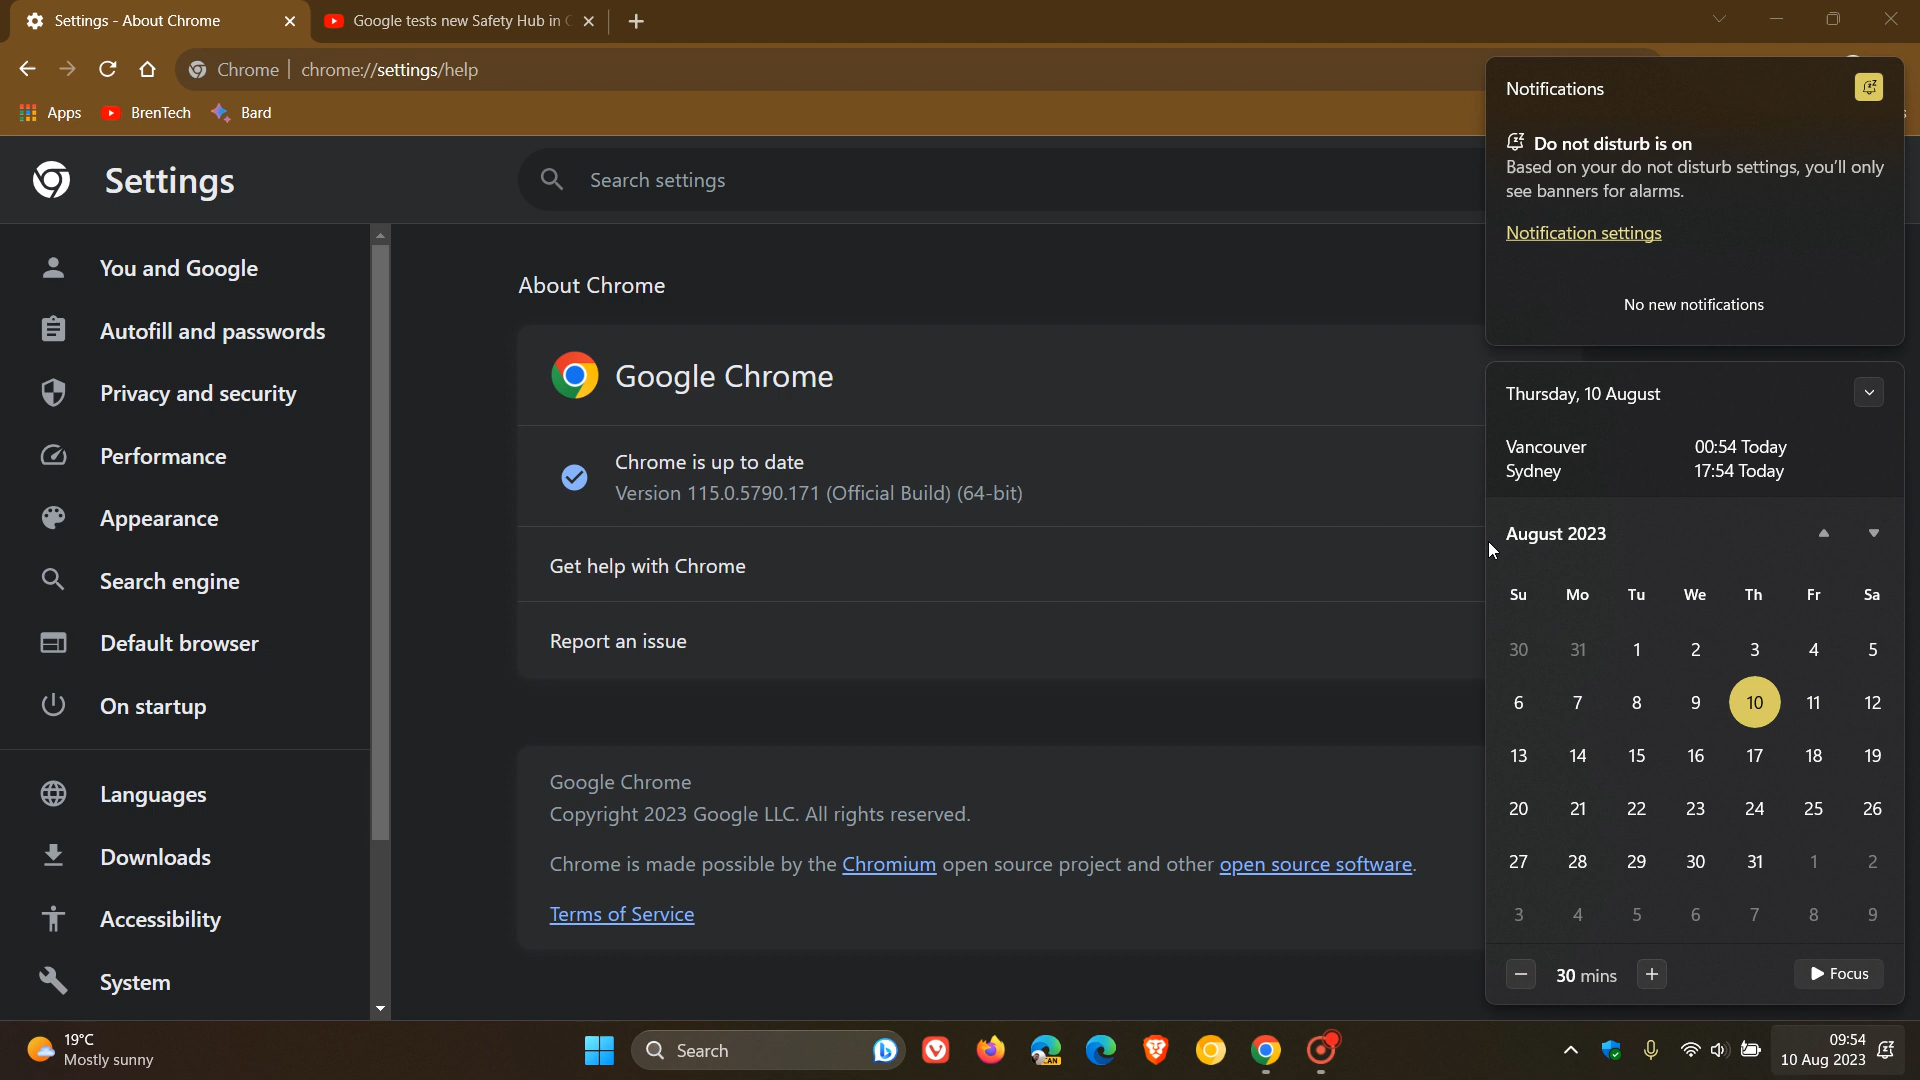 Settings - About Chrome
Google tests new Safety Hub in
Chrome | chrome://settings/help
Apps
BrenTech
Bard
Settings
Search settings
You and Google
Autofill and passwords
Privacy and security
Performance
Appearance
Search engine
Default browser
On startup
Languages
Downloads
Accessibility
System
About Chrome
Google Chrome
Chrome is up to date
Version 115.0.5790.171 (Official Build) (64-bit)
Get help with Chrome
Report an issue
Google Chrome
Copyright 2023 Google LLC. All rights reserved.
Chrome is made possible by the Chromium open source project and other open source software.
Terms of Service
Notifications
Do not disturb is on
Based on your do not disturb settings, you'll only
see banners for alarms.
Notification settings
No new notifications
Thursday, 10 August
Vancouver 00:54 Today
Sydney 17:54 Today
August 2023
Su Mo Tu We Th Fr Sa
30 31 1 2 3 4 5
6 7 8 9 10 11 12
13 14 15 16 17 18 19
20 21 22 23 24 25 26
27 28 29 30 31 1 2
3 4 5 6 7 8 9
30 mins
Focus
19°C
Mostly sunny
Search
CAN
09:54
10 Aug 2023